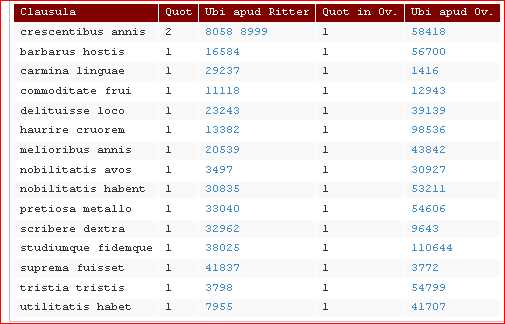 Clausula Quot Ubi apud Ritter Quot in Ov. Ubi apud Ov.
crescentibus annis 2 8058 8999 1 58418
barbarus hostis 1 16584 1 56700
carmina linguae 1 29237 1 1416
commoditate frui 1 11118 1 12943
delituisse loco 1 23243 1 39139
haurire cruorem 1 13382 1 98536
melioribus annis 1 20539 1 43842
nobilitatis avos 1 3497 1 30927
nobilitatis habent 1 30835 1 53211
pretiosa metallo 1 33040 1 54606
scribere dextra 1 32962 1 9643
studiumque fidemque 1 38025 1 110644
suprema fuisset 1 41837 1 3772
tristia tristis 1 3798 1 54799
utilitatis habet 1 7955 1 41707